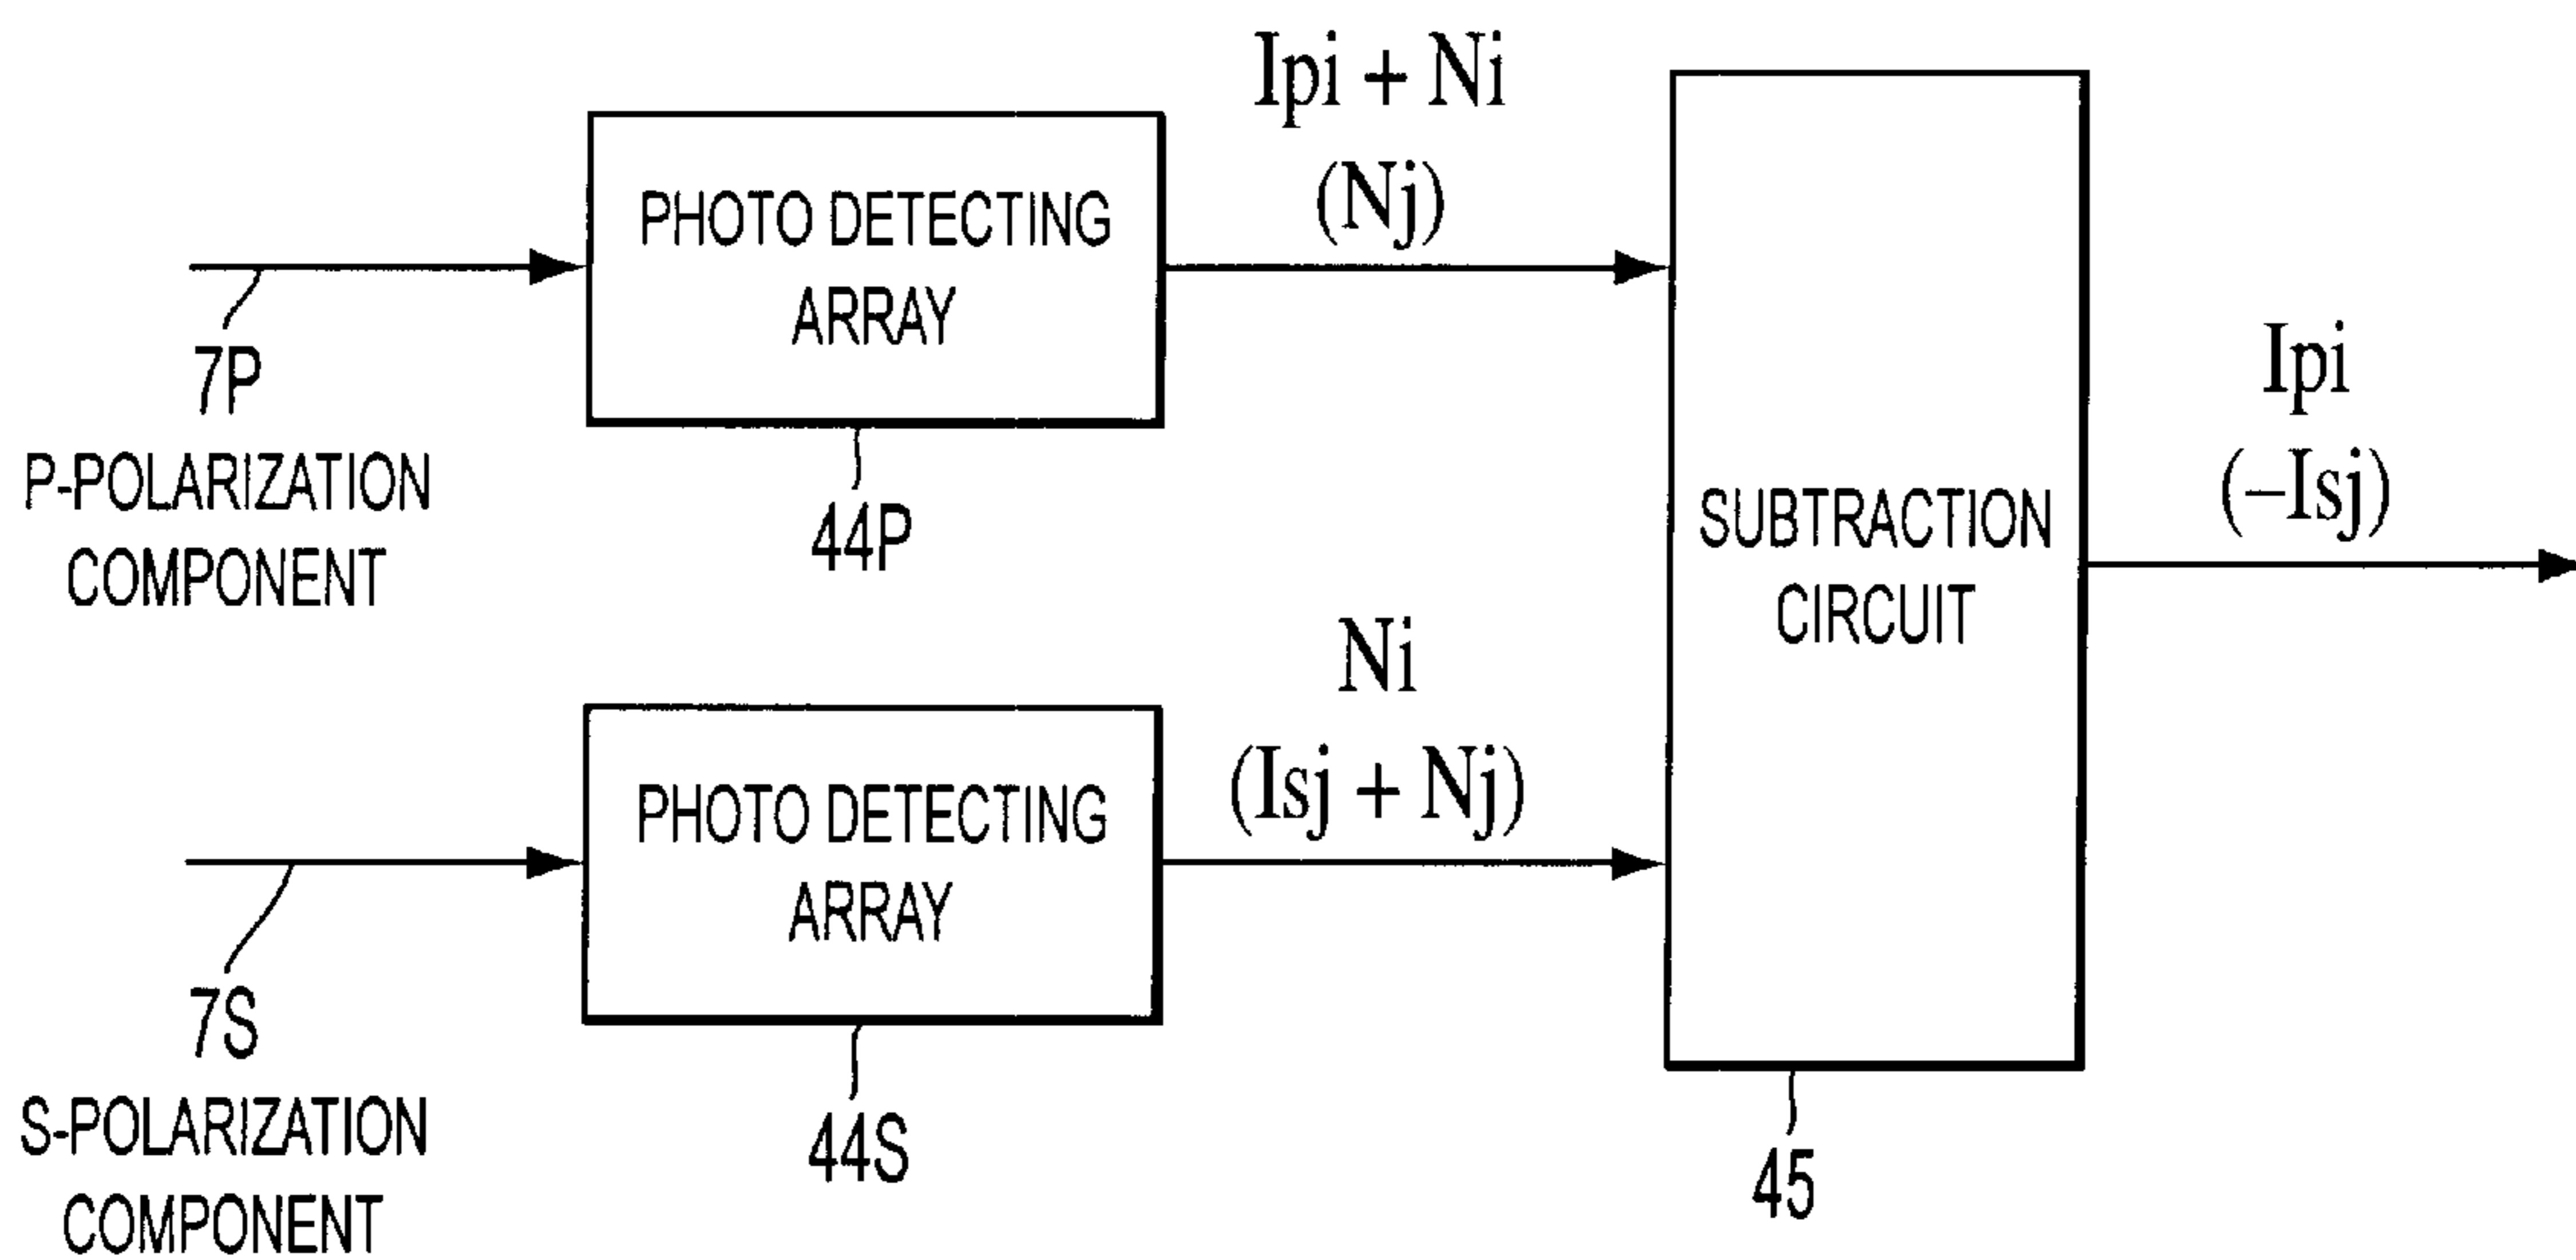 Ipi + Ni
(Nj)
PHOTO DETECTING
ARRAY
7P
P-POLARIZATION
COMPONENT
44P
Ipi
(–Isj)
SUBTRACTION
CIRCUIT
Ni
(Isj + Nj)
PHOTO DETECTING
ARRAY
7S
S-POLARIZATION
COMPONENT
44S
45